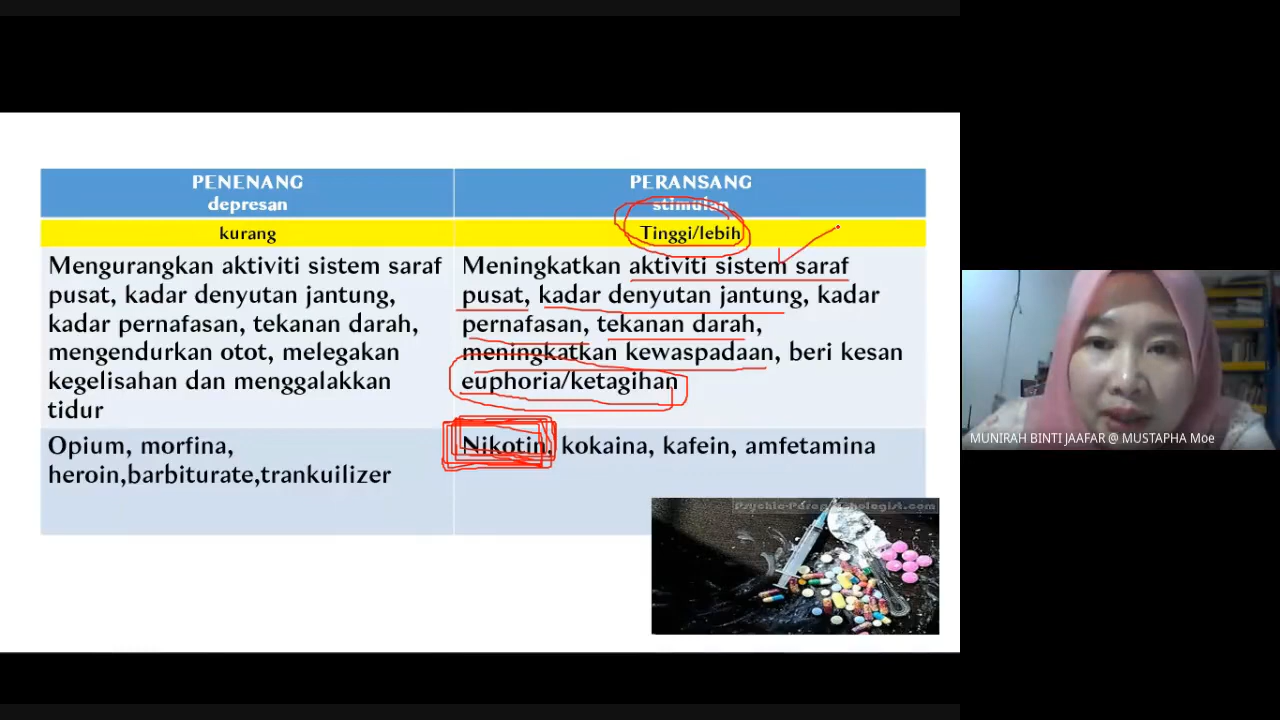 PENENANG
depresan
PERANSANG
stimulan
kurang
Tinggi/lebih
Mengurangkan aktiviti sistem saraf
pusat, kadar denyutan jantung,
kadar pernafasan, tekanan darah,
mengendurkan otot, melegakan
kegelisahan dan menggalakkan
tidur
Meningkatkan aktiviti sistem saraf
pusat, kadar denyutan jantung, kadar
pernafasan, tekanan darah,
meningkatkan kewaspadaan, beri kesan
euphoria/ketagihan
Opium, morfina,
heroin,barbiturate,trankuilizer
Nikotin, kokaina, kafein, amfetamina
MUNIRAH BINTI JAAFAR @ MUSTAPHA Moe